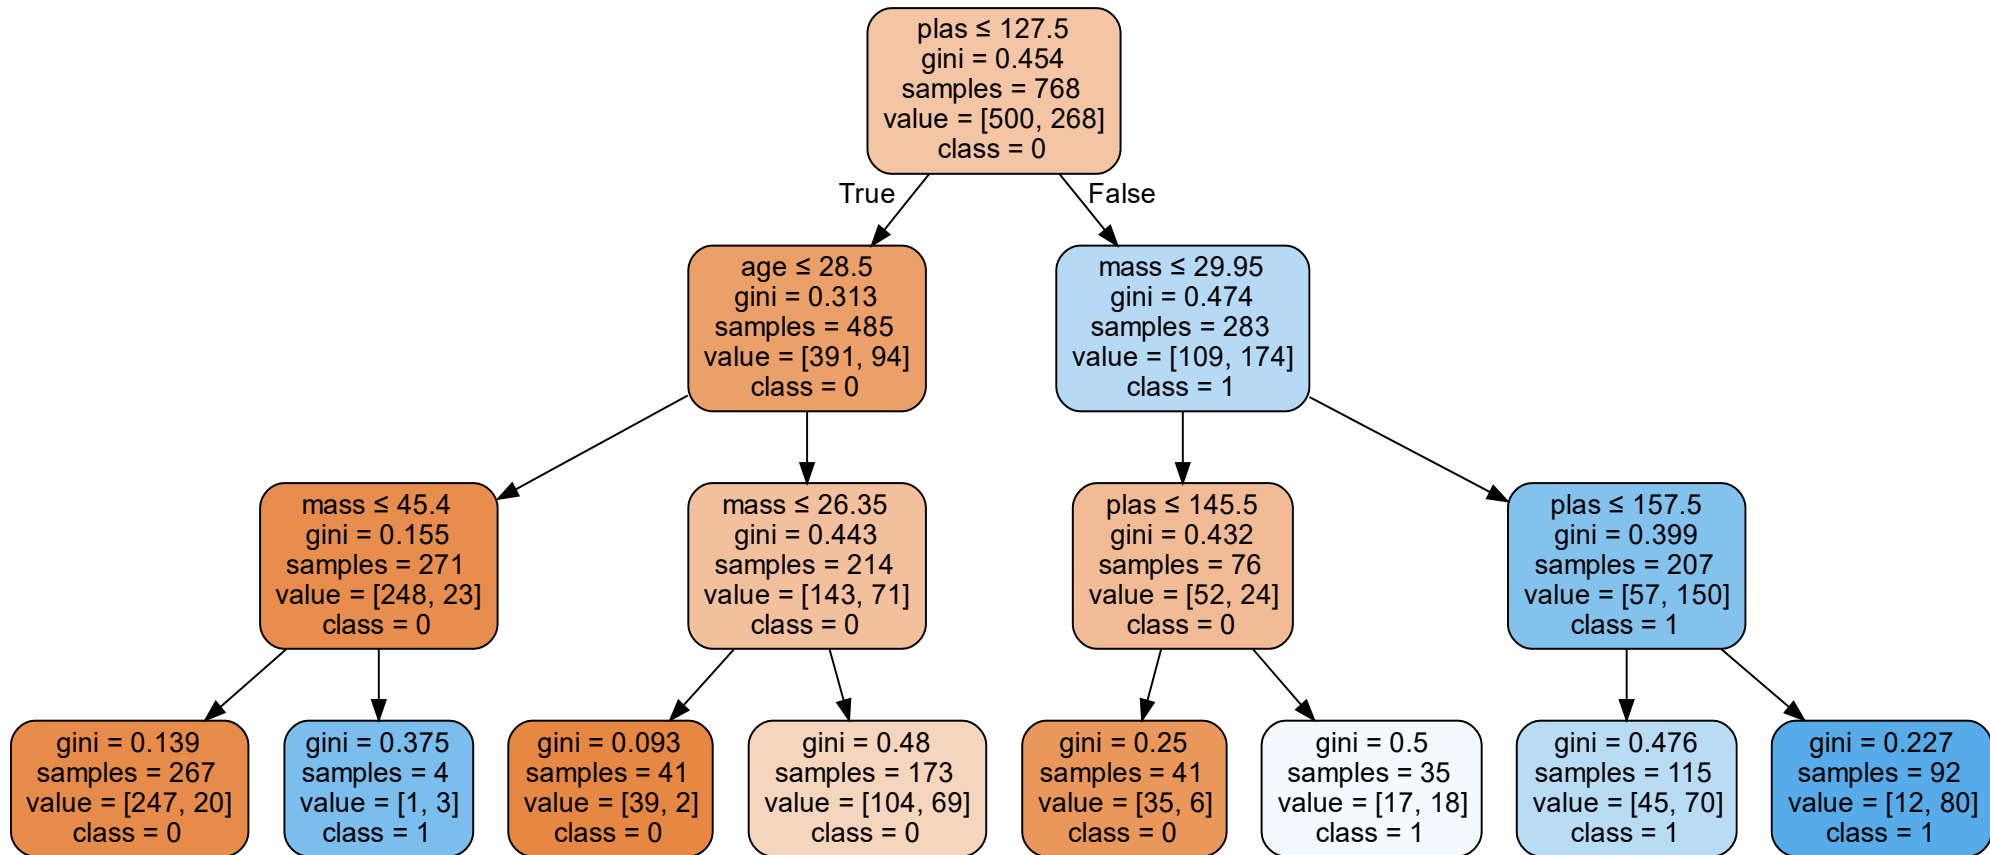 plas ≤ 127.5
gini = 0.454
samples = 768
value = [500, 268]
class = 0
True
False
age ≤ 28.5
gini = 0.313
samples = 485
value = [391, 94]
class = 0
mass ≤ 29.95
gini = 0.474
samples = 283
value = [109, 174]
class = 1
mass ≤ 45.4
gini = 0.155
samples = 271
value = [248, 23]
class = 0
mass ≤ 26.35
gini = 0.443
samples = 214
value = [143, 71]
class = 0
plas ≤ 145.5
gini = 0.432
samples = 76
value = [52, 24]
class = 0
plas ≤ 157.5
gini = 0.399
samples = 207
value = [57, 150]
class = 1
gini = 0.139
samples = 267
value = [247, 20]
class = 0
gini = 0.375
samples = 4
value = [1, 3]
class = 1
gini = 0.093
samples = 41
value = [39, 2]
class = 0
gini = 0.48
samples = 173
value = [104, 69]
class = 0
gini = 0.25
samples = 41
value = [35, 6]
class = 0
gini = 0.5
samples = 35
value = [17, 18]
class = 1
gini = 0.476
samples = 115
value = [45, 70]
class = 1
gini = 0.227
samples = 92
value = [12, 80]
class = 1